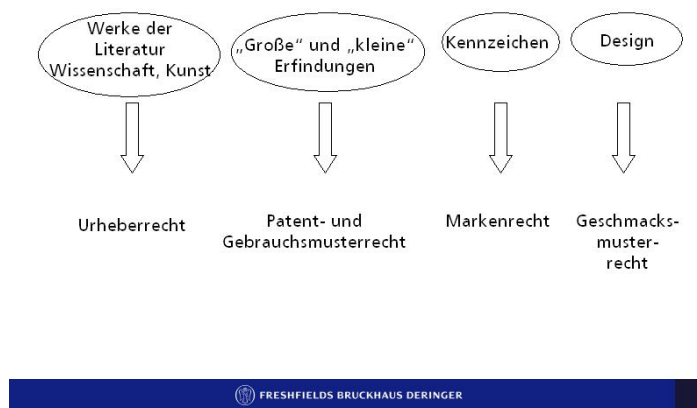 Werke der
Literatur
Wissenschaft, Kunst
„Große“ und „kleine“
Erfindungen
Kennzeichen
Design
Urheberrecht
Patent- und
Gebrauchsmusterrecht
Markenrecht
Geschmacks-
muster-
recht
FRESHFIELDS BRUCKHAUS DERINGER